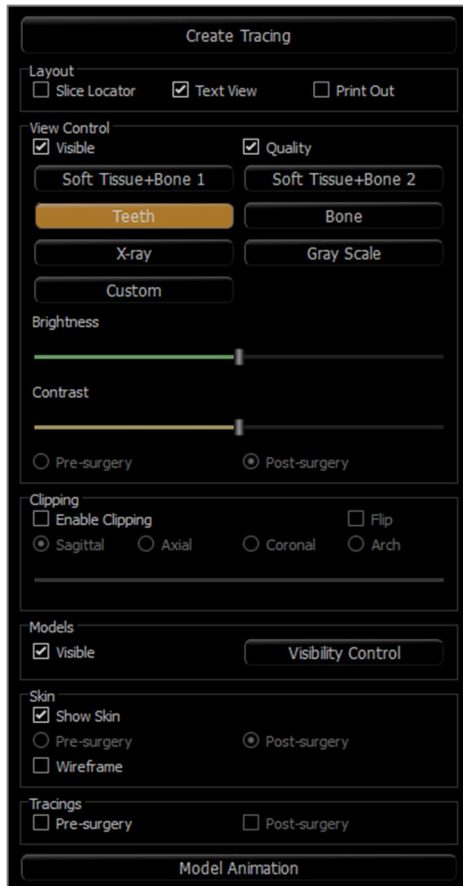 Create Tracing
Layout
Slice Locator Text View Print Out
View Control
Visible Quality
Soft Tissue+Bone 1 Soft Tissue+Bone 2
Teeth Bone
X-ray Gray Scale
Custom
Brightness
Contrast
Pre-surgery Post-surgery
Clipping
Enable Clipping Flip
Sagittal Axial Coronal Arch
Models
Visible Visibility Control
Skin
Show Skin
Pre-surgery Post-surgery
Wireframe
Tracings
Pre-surgery Post-surgery
Model Animation